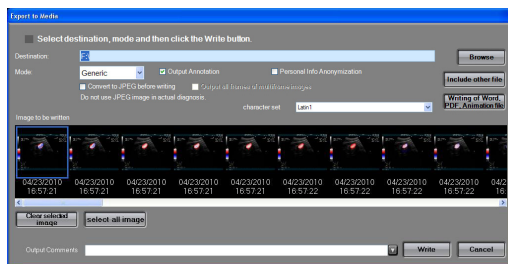 Export to Media
Select destination, mode and then click the Write button.
Destination:
Browse
Mode:
Generic
Output Annotation
Personal Info Anonymization
Include other file
Convert to JPEG before writing
Output all frames of multiframe images
Do not use JPEG image in actual diagnosis.
character set
Latin1
Writing of Word,
PDF, Animation file
Image to be written
04/23/2010 04/23/2010 04/23/2010 04/23/2010 04/23/2010 04/23/2010 04/23/2010 04/23/2010 04/23/2010 04/2
16:57:21 16:57:21 16:57:21 16:57:21 16:57:21 16:57:22 16:57:22 16:57:22 16:57:22 16
Clear selected
image
select all image
Output Comments
Write
Cancel